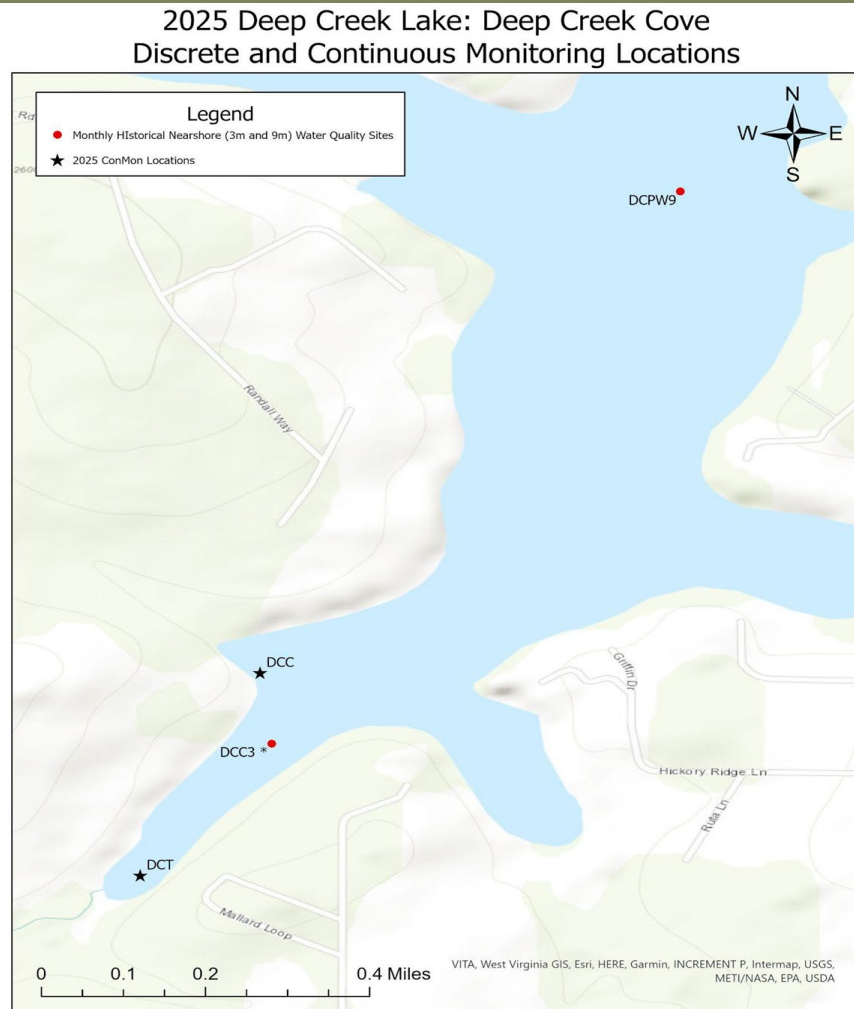 2025 Deep Creek Lake: Deep Creek Cove
Discrete and Continuous Monitoring Locations
Legend
Monthly HIstorical Nearshore (3m and 9m) Water Quality Sites
2025 ConMon Locations
N
W E
S
Rd
DCPW9
Randall Way
DCC
Griffin Dr
DCC3 *
Hickory Ridge Ln
Ruta Ln
DCT
Mallard Loop
0 0.1 0.2 0.4 Miles
VITA, West Virginia GIS, Esri, HERE, Garmin, INCREMENT P, Intermap, USGS,
METI/NASA, EPA, USDA